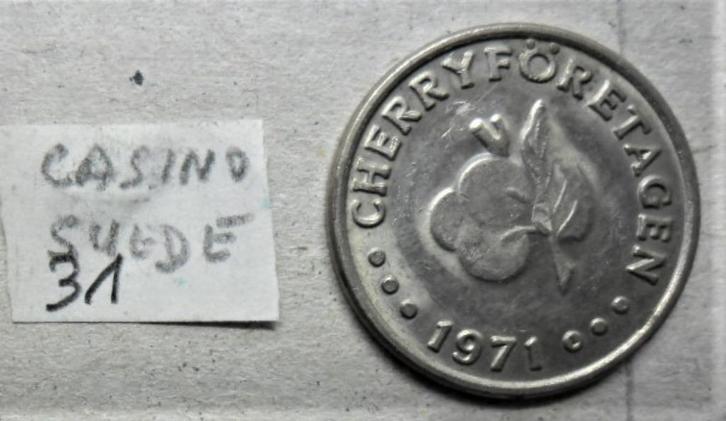 CASINO
SUEDE
31
CHERRYFÖRETAGEN
V
1971